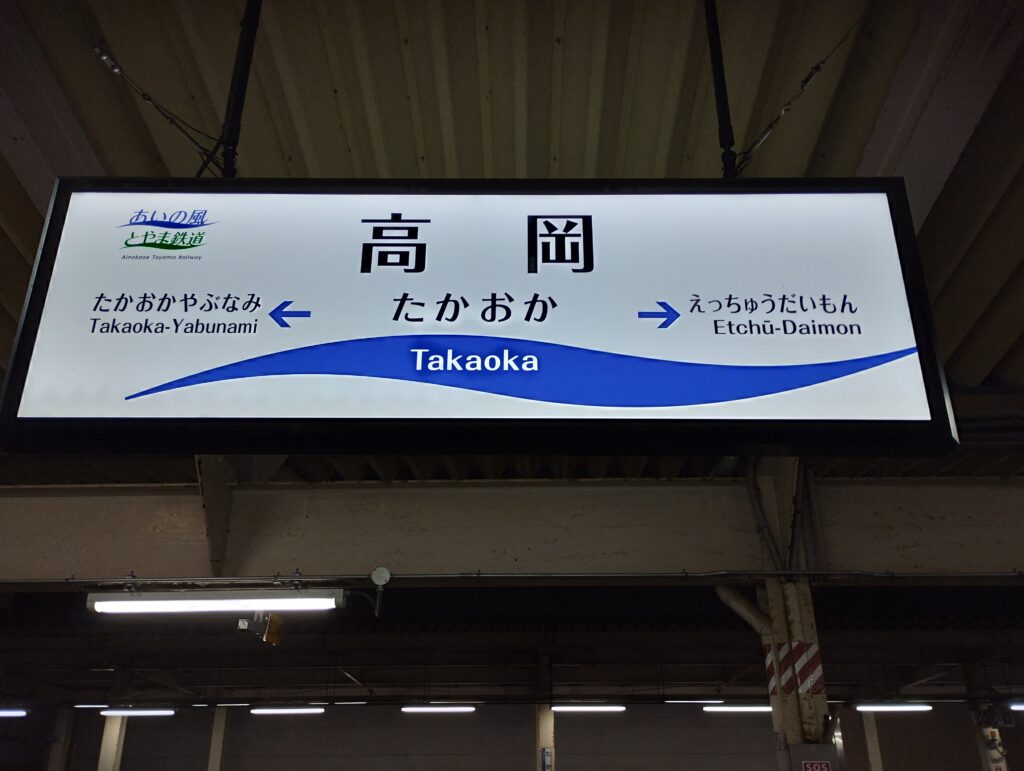 あいの風
とやま鉄道
Ainokaze Toyama Railway
高岡
たかおか
Takaoka
たかおかやぶなみ
Takaoka-Yabunami
えっちゅうだいもん
Etchū-Daimon
SOS